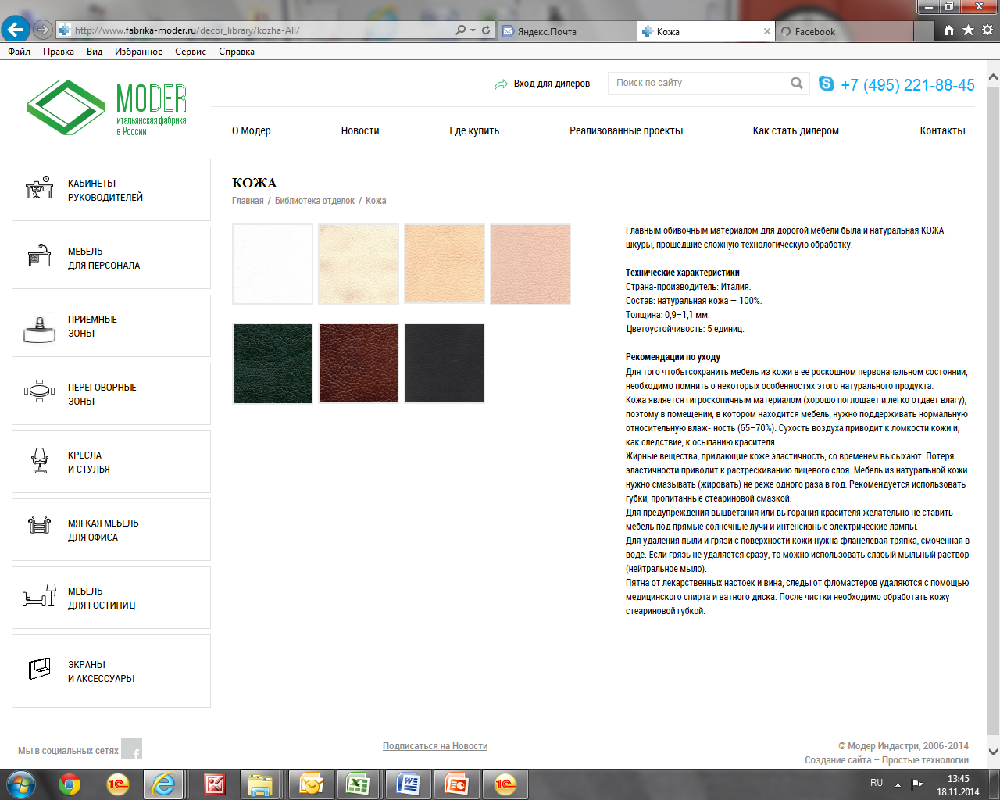 http://www.fabrika-moder.ru/decor_library/kozha-All/
Яндекс.Почта
Кожа
Facebook
Файл Правка Вид Избранное Сервис Справка
MODER
итальянская фабрика
в России
Вход для дилеров
Поиск по сайту
+7 (495) 221-88-45
О Модер Новости Где купить Реализованные проекты Как стать дилером Контакты
КАБИНЕТЫ
РУКОВОДИТЕЛЕЙ
МЕБЕЛЬ
ДЛЯ ПЕРСОНАЛА
ПРИЕМНЫЕ
ЗОНЫ
ПЕРЕГОВОРНЫЕ
ЗОНЫ
КРЕСЛА
И СТУЛЬЯ
МЯГКАЯ МЕБЕЛЬ
ДЛЯ ОФИСА
МЕБЕЛЬ
ДЛЯ ГОСТИНИЦ
ЭКРАНЫ
И АКСЕССУАРЫ
КОЖА
Главная / Библиотека отделок / Кожа
Главным обивочным материалом для дорогой мебели была и натуральная КОЖА —
шкуры, прошедшие сложную технологическую обработку.
Технические характеристики
Страна-производитель: Италия.
Состав: натуральная кожа — 100%.
Толщина: 0,9–1,1 мм.
Цветоустойчивость: 5 единиц.
Рекомендации по уходу
Для того чтобы сохранить мебель из кожи в ее роскошном первоначальном состоянии,
необходимо помнить о некоторых особенностях этого натурального продукта.
Кожа является гигроскопичным материалом (хорошо поглощает и легко отдает влагу),
поэтому в помещении, в котором находится мебель, нужно поддерживать нормальную
относительную влаж- ность (65–70%). Сухость воздуха приводит к ломкости кожи и,
как следствие, к осыпанию красителя.
Жирные вещества, придающие коже эластичность, со временем высыхают. Потеря
эластичности приводит к растрескиванию лицевого слоя. Мебель из натуральной кожи
нужно смазывать (жировать) не реже одного раза в год. Рекомендуется использовать
губки, пропитанные стеариновой смазкой.
Для предупреждения выцветания или выгорания красителя желательно не ставить
мебель под прямые солнечные лучи и интенсивные электрические лампы.
Для удаления пыли и грязи с поверхности кожи нужна фланелевая тряпка, смоченная в
воде. Если грязь не удаляется сразу, то можно использовать слабый мыльный раствор
(нейтральное мыло).
Пятна от лекарственных настоек и вина, следы от фломастеров удаляются с помощью
медицинского спирта и ватного диска. После чистки необходимо обработать кожу
стеариновой губкой.
Мы в социальных сетях
Подписаться на Новости
© Модер Индастри, 2006-2014
Создание сайта – Простые технологии
RU
13:45
18.11.2014